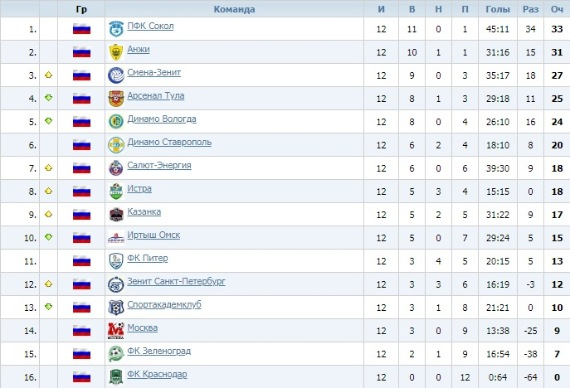 Гр Команда И В Н П Голы Раз Оч
1. ПФК Сокол 12 11 0 1 45:11 34 33
2. Анжи 12 10 1 1 31:16 15 31
3. Смена-Зенит 12 9 0 3 35:17 18 27
4. Арсенал Тула 12 8 1 3 29:18 11 25
5. Динамо Вологда 12 8 0 4 26:10 16 24
6. Динамо Ставрополь 12 6 2 4 18:10 8 20
7. Салют-Энергия 12 6 0 6 39:30 9 18
8. Истра 12 5 3 4 15:15 0 18
9. Казанка 12 5 2 5 31:22 9 17
10. Иртыш Омск 12 5 0 7 29:24 5 15
11. ФК Питер 12 3 4 5 20:15 5 13
12. Зенит Санкт-Петербург 12 3 3 6 16:19 -3 12
13. Спортакадемклуб 12 3 1 8 21:21 0 10
14. Москва 12 3 0 9 13:38 -25 9
15. ФК Зеленоград 12 2 1 9 16:54 -38 7
16. ФК Краснодар 12 0 0 12 0:64 -64 0